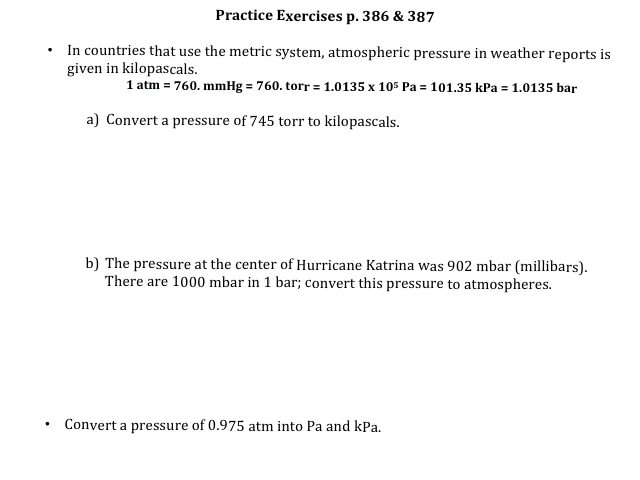 Practice Exercises p. 386 & 387
• In countries that use the metric system, atmospheric pressure in weather reports is
given in kilopascals.
1 atm = 760. mmHg = 760. torr = 1.0135 x 10⁵ Pa = 101.35 kPa = 1.0135 bar
a) Convert a pressure of 745 torr to kilopascals.
b) The pressure at the center of Hurricane Katrina was 902 mbar (millibars).
There are 1000 mbar in 1 bar; convert this pressure to atmospheres.
• Convert a pressure of 0.975 atm into Pa and kPa.